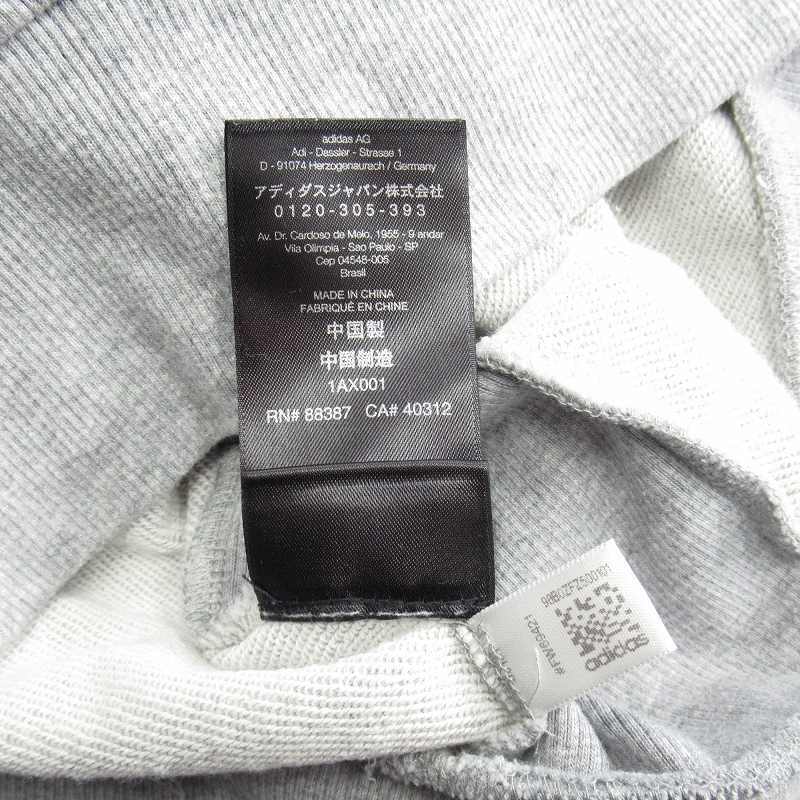 adidas AG
Adi - Dassler - Strasse 1
D - 91074 Herzogenaurach / Germany
アディダスジャパン株式会社
0120-305-393
Av. Dr. Cardoso de Melo, 1955 - 9 andar
Vila Olimpia - Sao Paulo - SP
Cep 04548-005
Brasil
MADE IN CHINA
FABRIQUÉ EN CHINE
中国製
中国制造
1AX001
RN# 88387 CA# 40312
98B0ZFZ500101
#FW69421
adidas